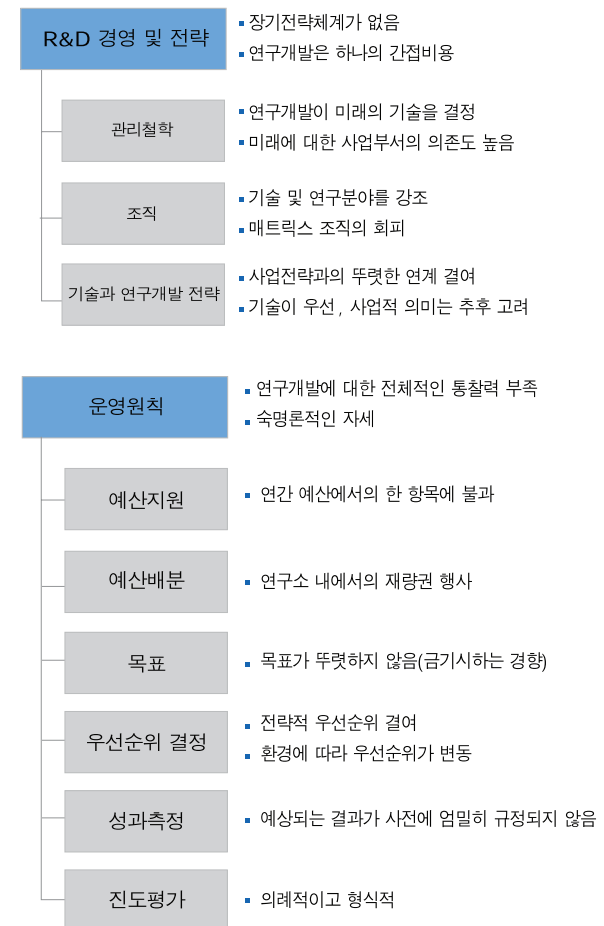 R&D 경영 및 전략
장기전략체계가 없음
연구개발은 하나의 간접비용
관리철학
연구개발이 미래의 기술을 결정
미래에 대한 사업부서의 의존도 높음
조직
기술 및 연구분야를 강조
매트릭스 조직의 회피
기술과 연구개발 전략
사업전략과의 뚜렷한 연계 결여
기술이 우선, 사업적 의미는 추후 고려
운영원칙
연구개발에 대한 전체적인 통찰력 부족
숙명론적인 자세
예산지원
연간 예산에서의 한 항목에 불과
예산배분
연구소 내에서의 재량권 행사
목표
목표가 뚜렷하지 않음(금기시하는 경향)
우선순위 결정
전략적 우선순위 결여
환경에 따라 우선순위가 변동
성과측정
예상되는 결과가 사전에 엄밀히 규정되지 않음
진도평가
의례적이고 형식적